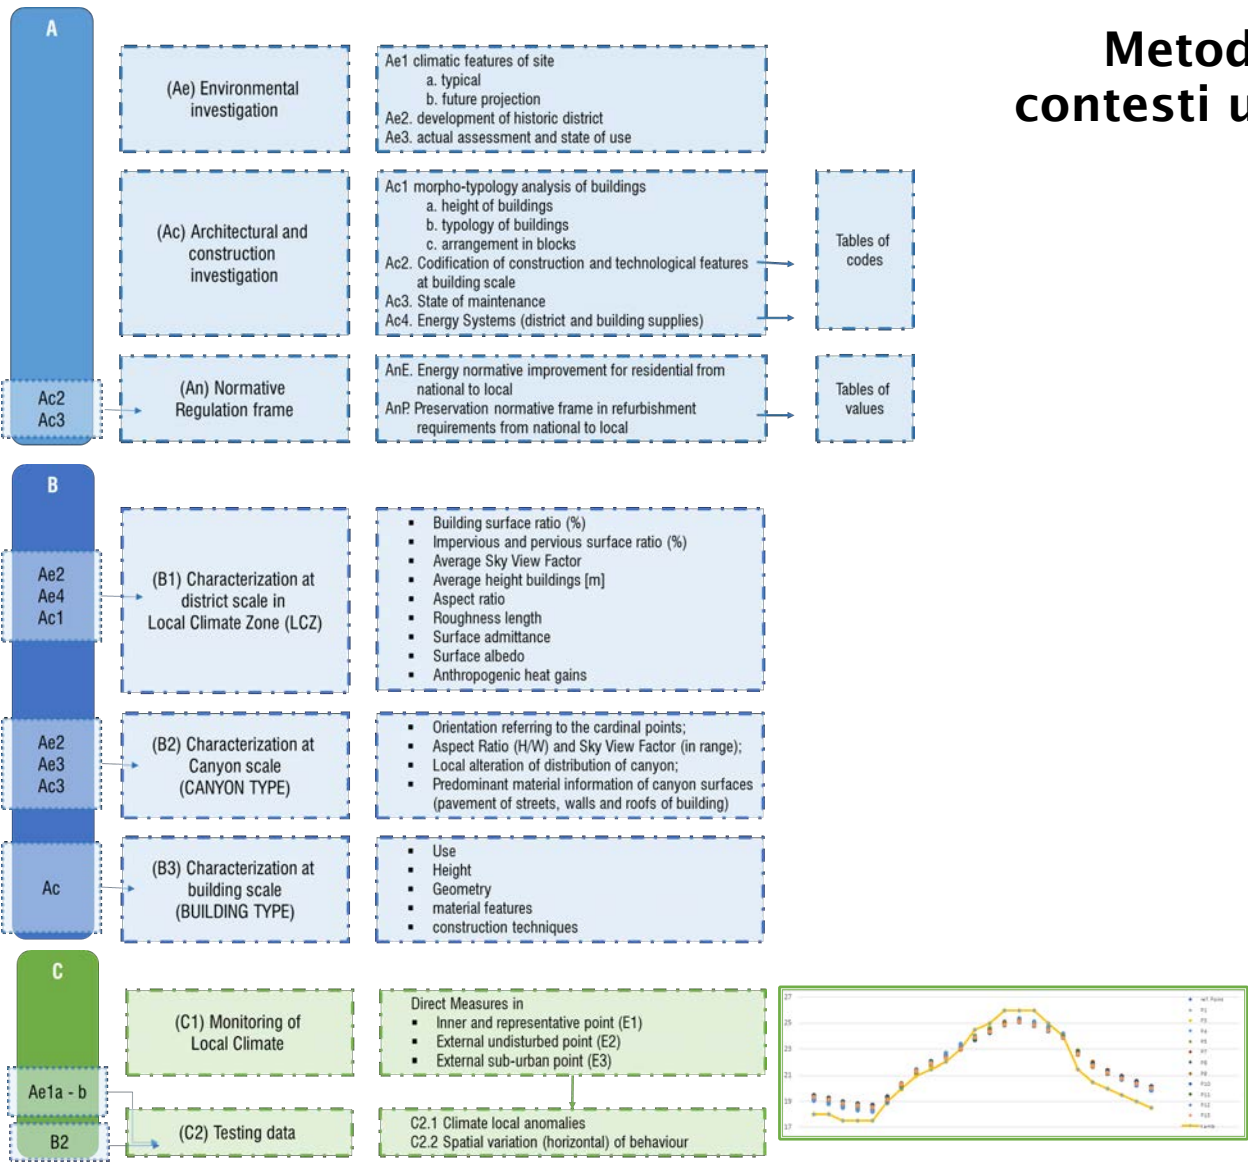 Metod
contesti u
A
(Ae) Environmental
investigation
Ae1 climatic features of site
a. typical
b. future projection
Ae2. development of historic district
Ae3. actual assessment and state of use
(Ac) Architectural and
construction
investigation
Ac1 morpho-typology analysis of buildings
a. height of buildings
b. typology of buildings
c. arrangement in blocks
Ac2. Codification of construction and technological features
at building scale
Ac3. State of maintenance
Ac4. Energy Systems (district and building supplies)
Tables of
codes
Ac2
Ac3
(An) Normative
Regulation frame
AnE. Energy normative improvement for residential from
national to local
AnP. Preservation normative frame in refurbishment
requirements from national to local
Tables of
values
B
Ae2
Ae4
Ac1
(B1) Characterization at
district scale in
Local Climate Zone (LCZ)
▪ Building surface ratio (%)
▪ Impervious and pervious surface ratio (%)
▪ Average Sky View Factor
▪ Average height buildings [m]
▪ Aspect ratio
▪ Roughness length
▪ Surface admittance
▪ Surface albedo
▪ Anthropogenic heat gains
Ae2
Ae3
Ac3
(B2) Characterization at
Canyon scale
(CANYON TYPE)
▪ Orientation referring to the cardinal points;
▪ Aspect Ratio (H/W) and Sky View Factor (in range);
▪ Local alteration of distribution of canyon;
▪ Predominant material information of canyon surfaces
(pavement of streets, walls and roofs of building)
Ac
(B3) Characterization at
building scale
(BUILDING TYPE)
▪ Use
▪ Height
▪ Geometry
▪ material features
▪ construction techniques
C
(C1) Monitoring of
Local Climate
Direct Measures in
▪ Inner and representative point (E1)
▪ External undisturbed point (E2)
▪ External sub-urban point (E3)
Ae1a - b
B2
(C2) Testing data
C2.1 Climate local anomalies
C2.2 Spatial variation (horizontal) of behaviour
27
25
23
21
19
17
P10
P11
P12
P13